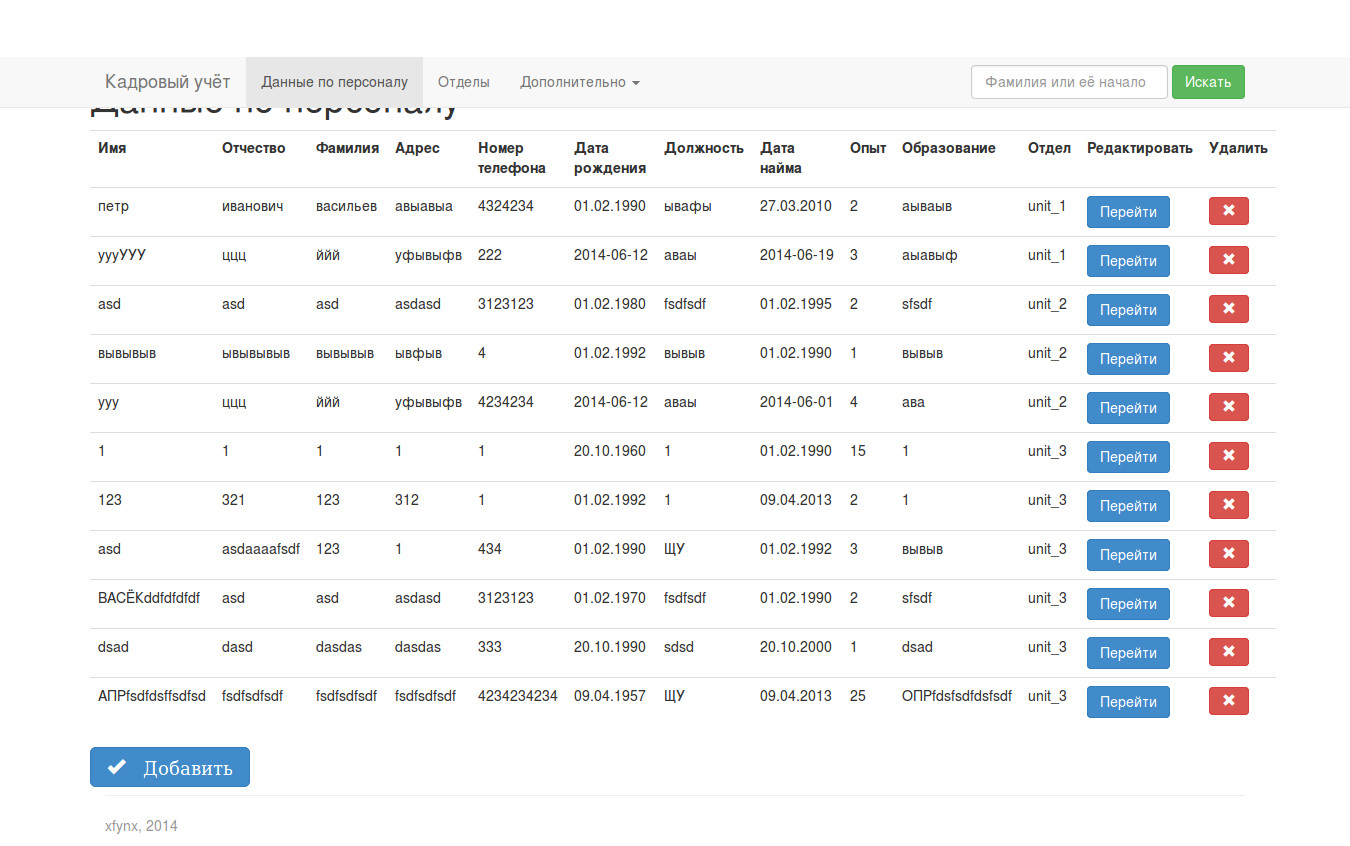 Кадровый учёт Данные по персоналу Отделы Дополнительно Фамилия или её начало Искать
Данные по персоналу
Имя Отчество Фамилия Адрес Номер телефона Дата рождения Должность Дата найма Опыт Образование Отдел Редактировать Удалить
петр иванович васильев авыавыа 4324234 01.02.1990 ывафы 27.03.2010 2 аываыв unit_1 Перейти
уууУУУ ццц ййй уфывыфв 222 2014-06-12 аваы 2014-06-19 3 аыавыф unit_1 Перейти
asd asd asd asdasd 3123123 01.02.1980 fsdfsdf 01.02.1995 2 sfsdf unit_2 Перейти
вывывыв ывывывыв вывывыв ывфыв 4 01.02.1992 вывыв 01.02.1990 1 вывыв unit_2 Перейти
ууу ццц ййй уфывыфв 4234234 2014-06-12 аваы 2014-06-01 4 ава unit_2 Перейти
1 1 1 1 1 20.10.1960 1 01.02.1990 15 1 unit_3 Перейти
123 321 123 312 1 01.02.1992 1 09.04.2013 2 1 unit_3 Перейти
asd asdaaaafsdf 123 1 434 01.02.1990 ЩУ 01.02.1992 3 вывыв unit_3 Перейти
ВАСЁКddfdfdfdf asd asd asdasd 3123123 01.02.1970 fsdfsdf 01.02.1990 2 sfsdf unit_3 Перейти
dsad dasd dasdas dasdas 333 20.10.1990 sdsd 20.10.2000 1 dsad unit_3 Перейти
АПРfsdfdsffsdfsd fsdfsdfsdf fsdfsdfsdf fsdfsdfsdf 4234234234 09.04.1957 ЩУ 09.04.2013 25 ОПРfdsfsdfdsfsdf unit_3 Перейти
Добавить
xfynx, 2014